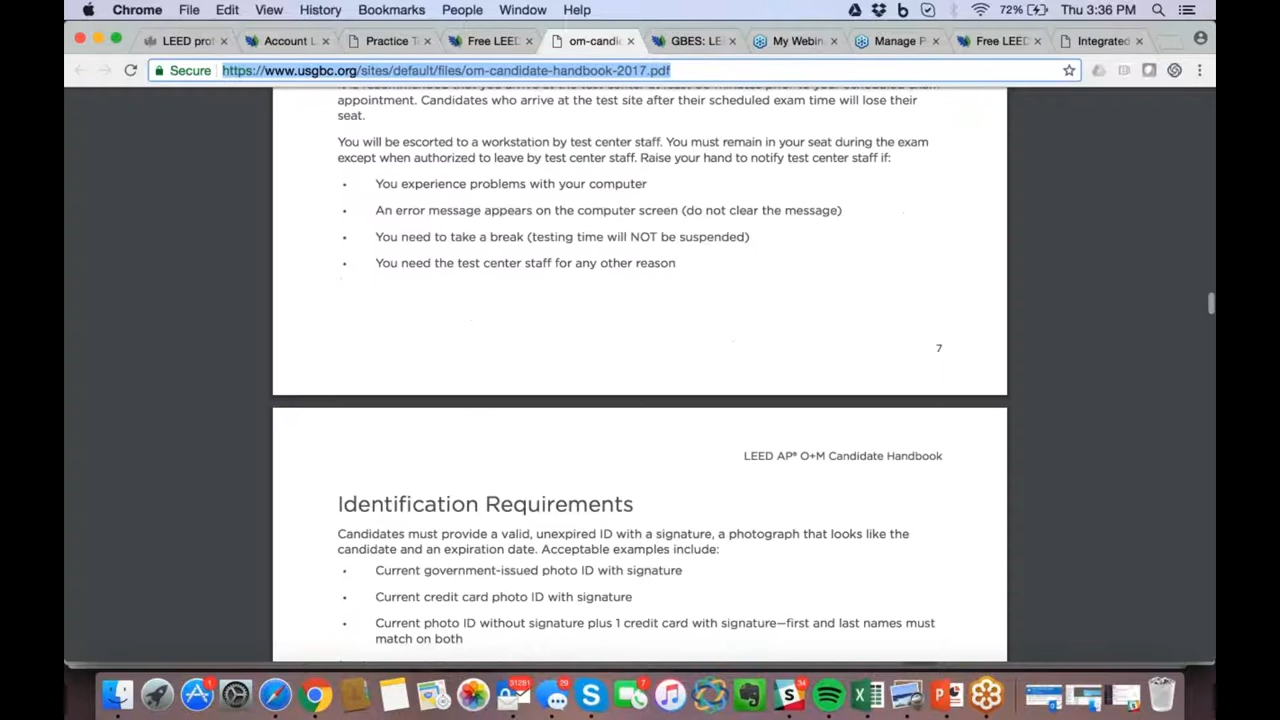 Chrome File Edit View History Bookmarks People Window Help 72% Thu 3:36 PM
LEED pro Account L Practice T Free LEED om-candi GBES: LE My Webin Manage P Free LEED Integrated
Secure https://www.usgbc.org/sites/default/files/om-candidate-handbook-2017.pdf
appointment. Candidates who arrive at the test site after their scheduled exam time will lose their
seat.
You will be escorted to a workstation by test center staff. You must remain in your seat during the exam
except when authorized to leave by test center staff. Raise your hand to notify test center staff if:
• You experience problems with your computer
• An error message appears on the computer screen (do not clear the message)
• You need to take a break (testing time will NOT be suspended)
• You need the test center staff for any other reason
7
LEED AP® O+M Candidate Handbook
Identification Requirements
Candidates must provide a valid, unexpired ID with a signature, a photograph that looks like the
candidate and an expiration date. Acceptable examples include:
• Current government-issued photo ID with signature
• Current credit card photo ID with signature
• Current photo ID without signature plus 1 credit card with signature—first and last names must
match on both
1 31281 29 7 34